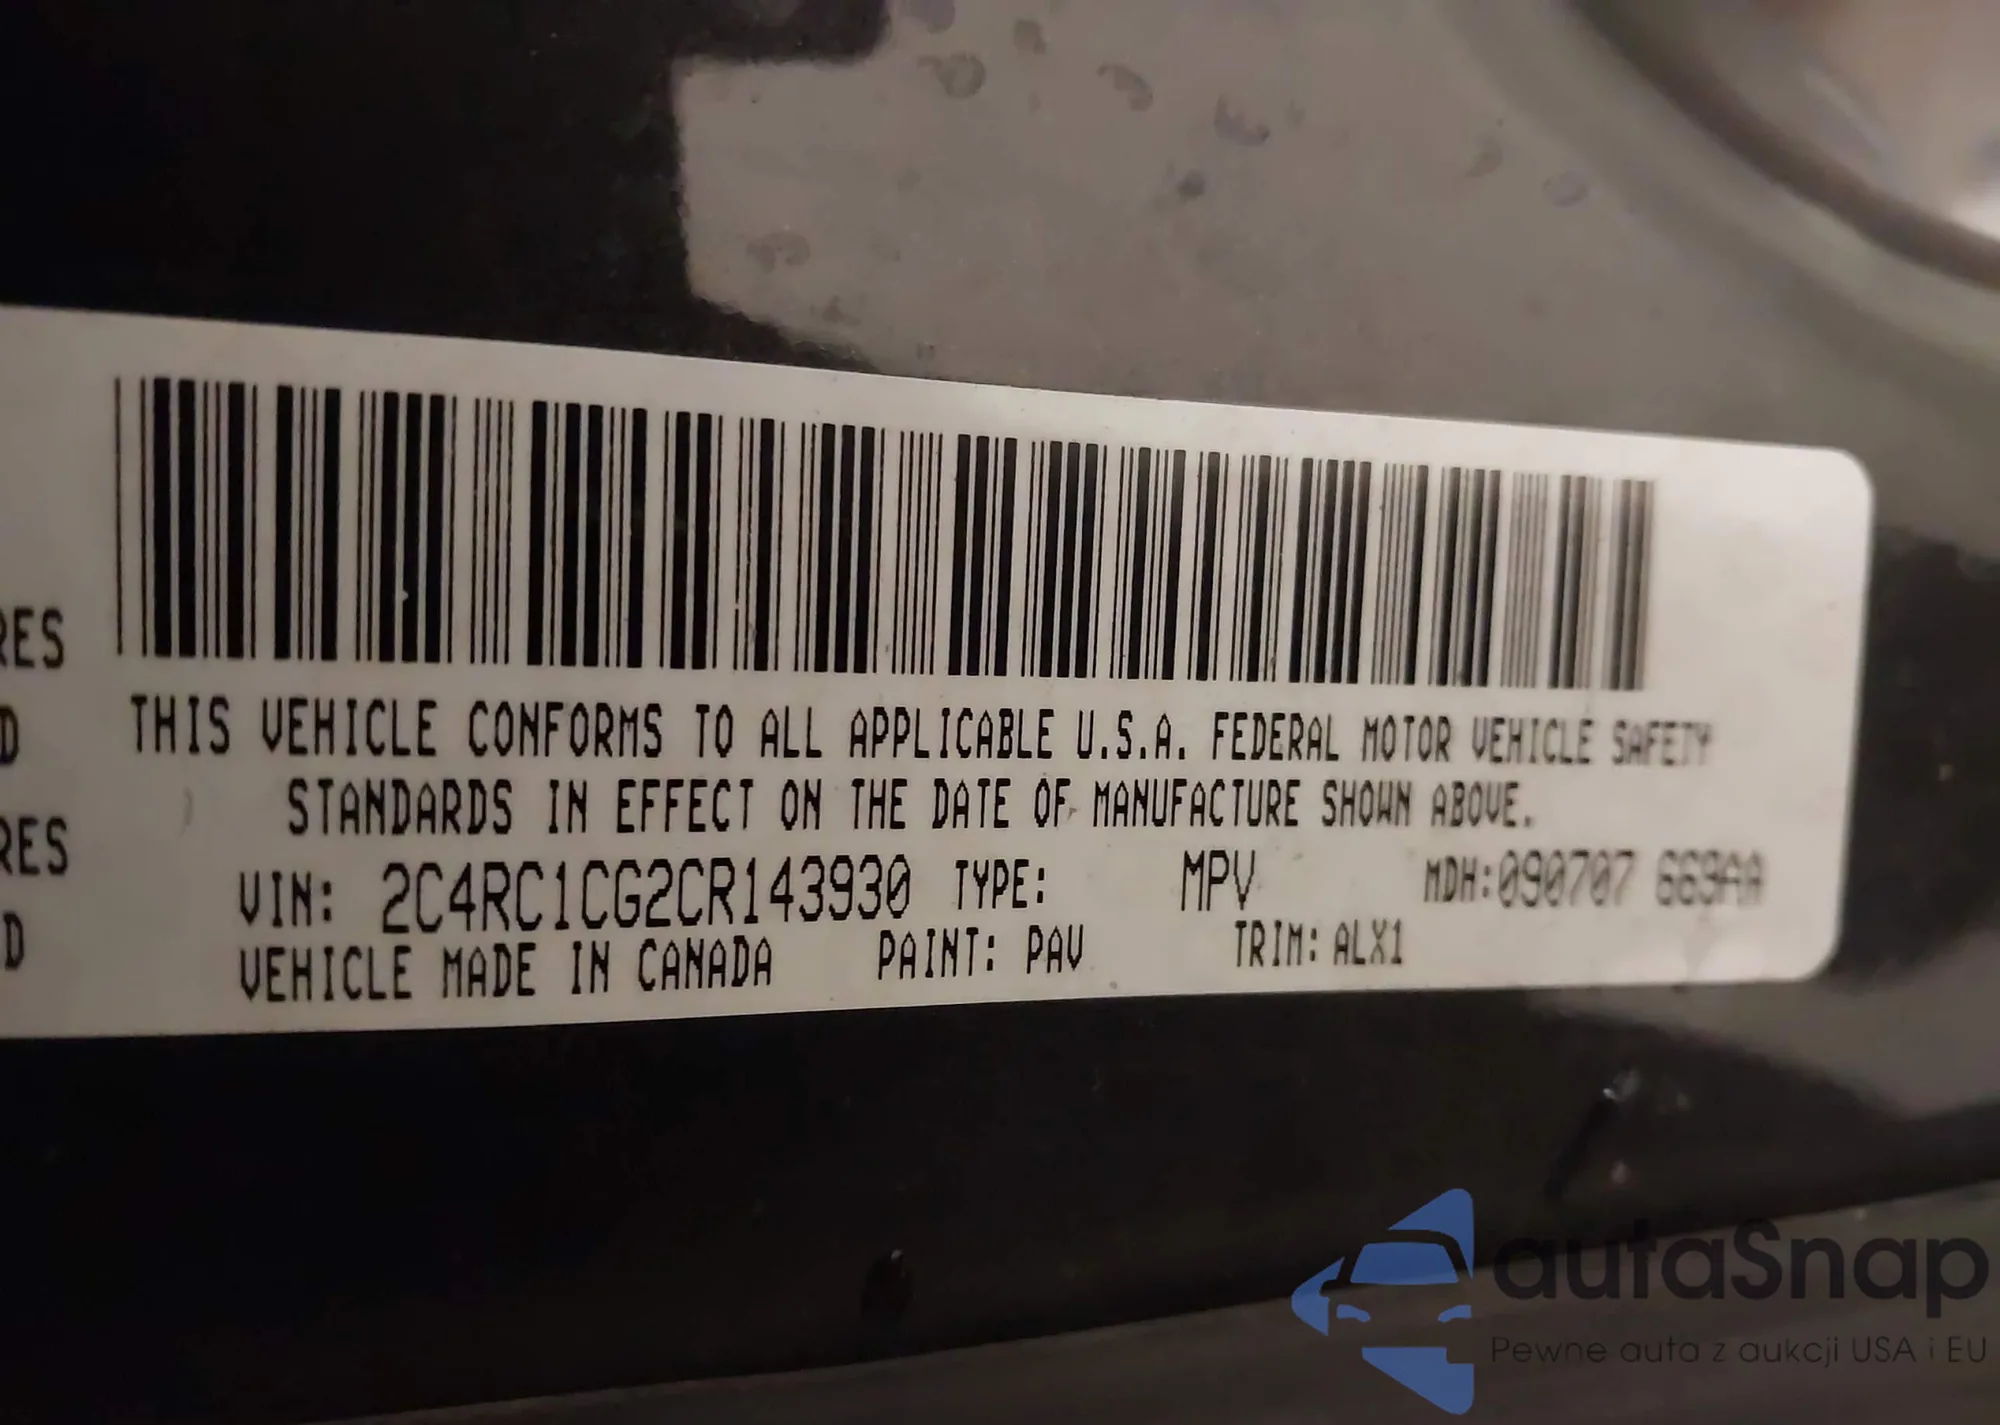 RES
D
RES
D
THIS VEHICLE CONFORMS TO ALL APPLICABLE U.S.A. FEDERAL MOTOR VEHICLE SAFETY
STANDARDS IN EFFECT ON THE DATE OF MANUFACTURE SHOWN ABOVE.
VIN: 2C4RC1CG2CR143930 TYPE: MPV MDH:090707 669AA
VEHICLE MADE IN CANADA PAINT: PAV TRIM: ALX1
autaSnap
Pewne auta z aukcji USA i EU